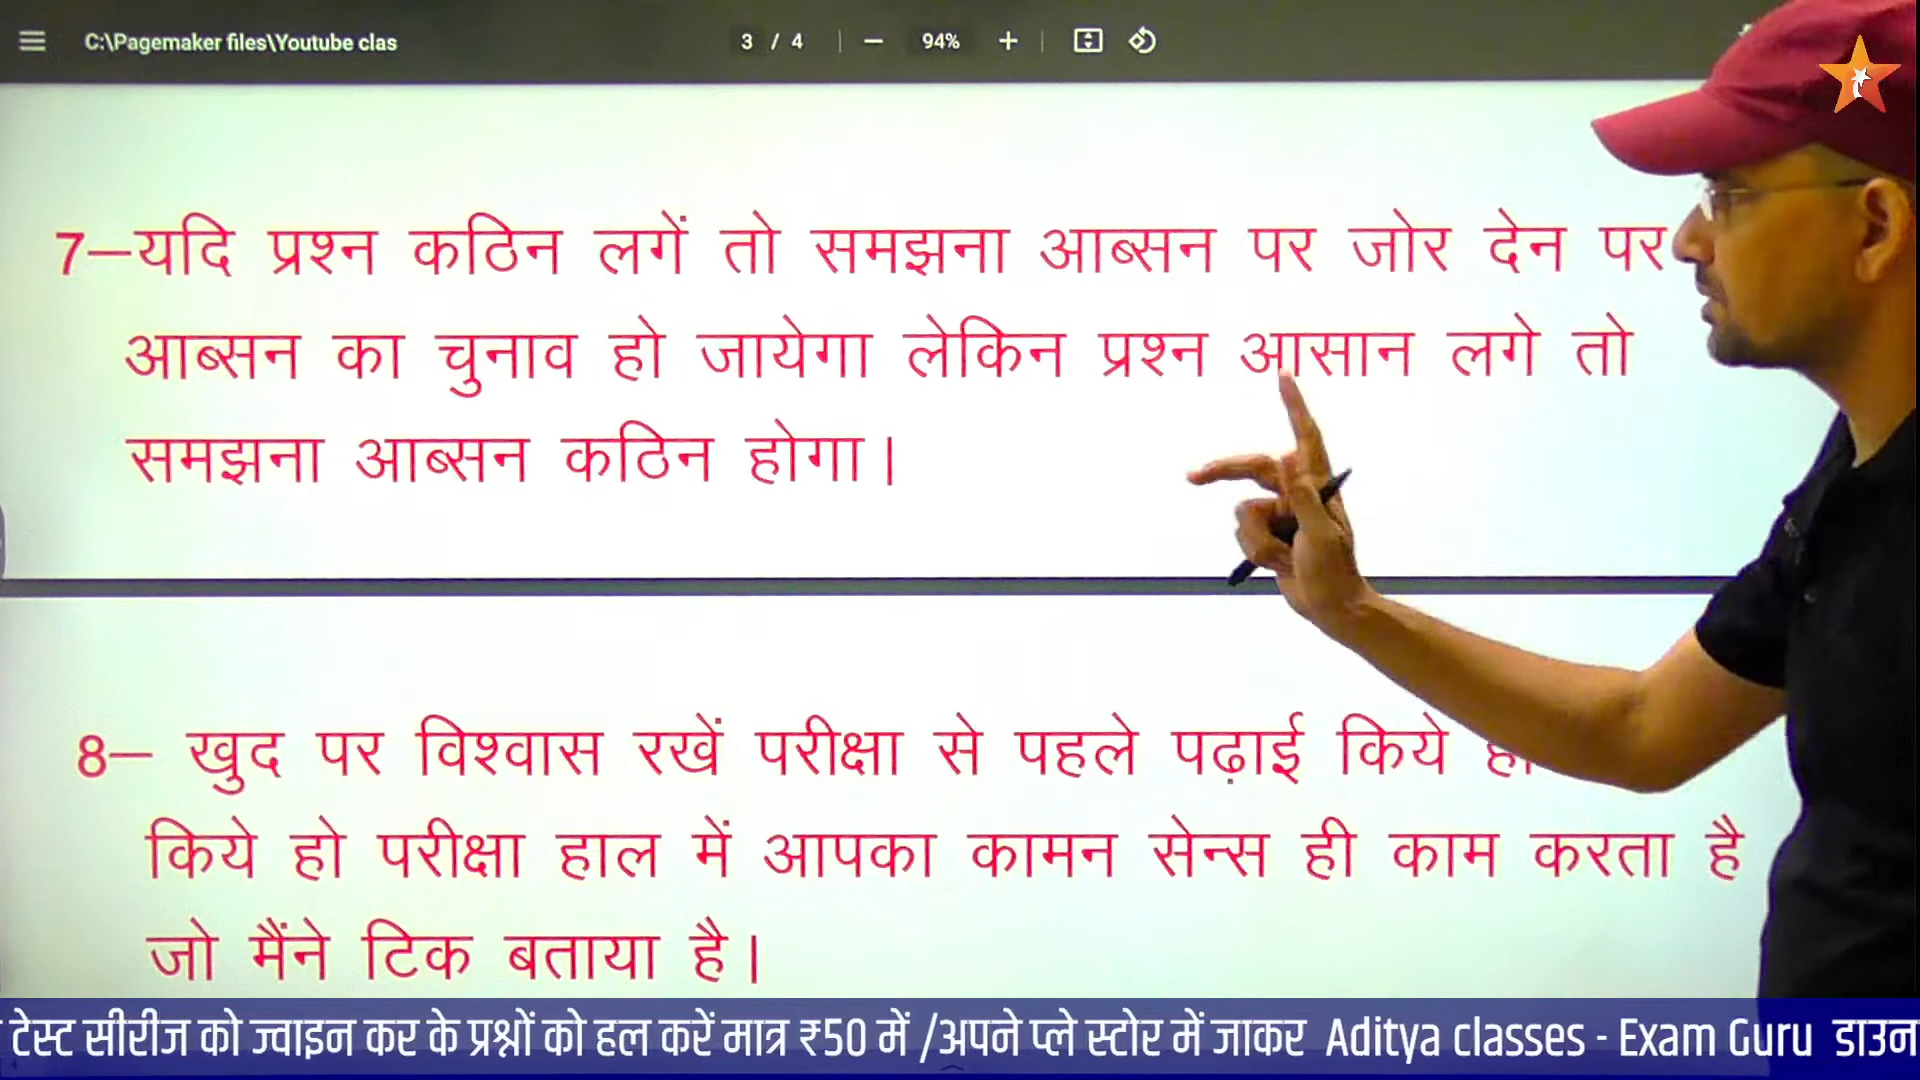 C:\Pagemaker files\Youtube clas
3 / 4
94%
7–यदि प्रश्न कठिन लगें तो समझना आब्सन पर जोर देन पर
आब्सन का चुनाव हो जायेगा लेकिन प्रश्न आसान लगे तो
समझना आब्सन कठिन होगा।
8– खुद पर विश्वास रखें परीक्षा से पहले पढ़ाई किये
किये हो परीक्षा हाल में आपका कामन सेन्स ही काम करता है
जो मैंने टिक बताया है।
टेस्ट सीरीज को ज्वाइन कर के प्रश्नों को हल करें मात्र ₹50 में /अपने प्ले स्टोर में जाकर Aditya classes - Exam Guru डाउन